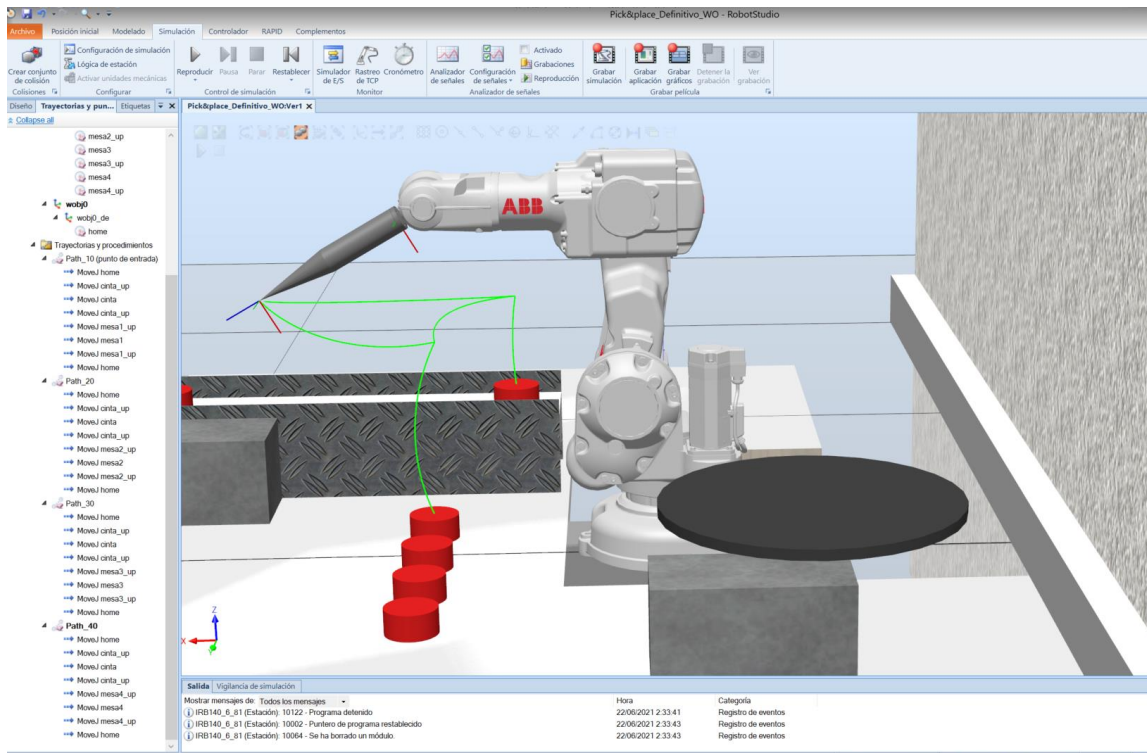 Pick&place_Definitivo_WO - RobotStudio
Archivo Posición inicial Modelado Simulación Controlador RAPID Complementos
Crear conjunto de colisión
Configuración de simulación
Lógica de estación
Activar unidades mecánicas
Reproducir Pausa Parar Restablecer
Simulador de E/S
Rastreo de TCP
Cronómetro
Analizador de señales
Configuración de señales
Activado
Grabaciones
Reproducción
Grabar simulación
Grabar aplicación
Grabar gráficos
Detener la grabación
Ver grabación
Colisiones Configurar Control de simulación Monitor Analizador de señales Grabar película
Diseño Trayectorias y pun... Etiquetas
Pick&place_Definitivo_WO:Ver1
Collapse all
mesa2_up
mesa3
mesa3_up
mesa4
mesa4_up
wobj0
wobj0_de
home
Trayectorias y procedimientos
Path_10 (punto de entrada)
MoveJ home
MoveJ cinta_up
MoveJ cinta
MoveJ cinta_up
MoveJ mesa1_up
MoveJ mesa1
MoveJ mesa1_up
MoveJ home
Path_20
MoveJ home
MoveJ cinta_up
MoveJ cinta
MoveJ cinta_up
MoveJ mesa2_up
MoveJ mesa2
MoveJ mesa2_up
MoveJ home
Path_30
MoveJ home
MoveJ cinta_up
MoveJ cinta
MoveJ cinta_up
MoveJ mesa3_up
MoveJ mesa3
MoveJ mesa3_up
MoveJ home
Path_40
MoveJ home
MoveJ cinta_up
MoveJ cinta
MoveJ cinta_up
MoveJ mesa4_up
MoveJ mesa4
MoveJ mesa4_up
MoveJ home
ABB
Z
X
Y
Salida Vigilancia de simulación
Mostrar mensajes de: Todos los mensajes Hora Categoría
IRB140_6_81 (Estación): 10122 - Programa detenido 22/06/2021 2:33:41 Registro de eventos
IRB140_6_81 (Estación): 10002 - Puntero de programa restablecido 22/06/2021 2:33:43 Registro de eventos
IRB140_6_81 (Estación): 10064 - Se ha borrado un módulo. 22/06/2021 2:33:43 Registro de eventos